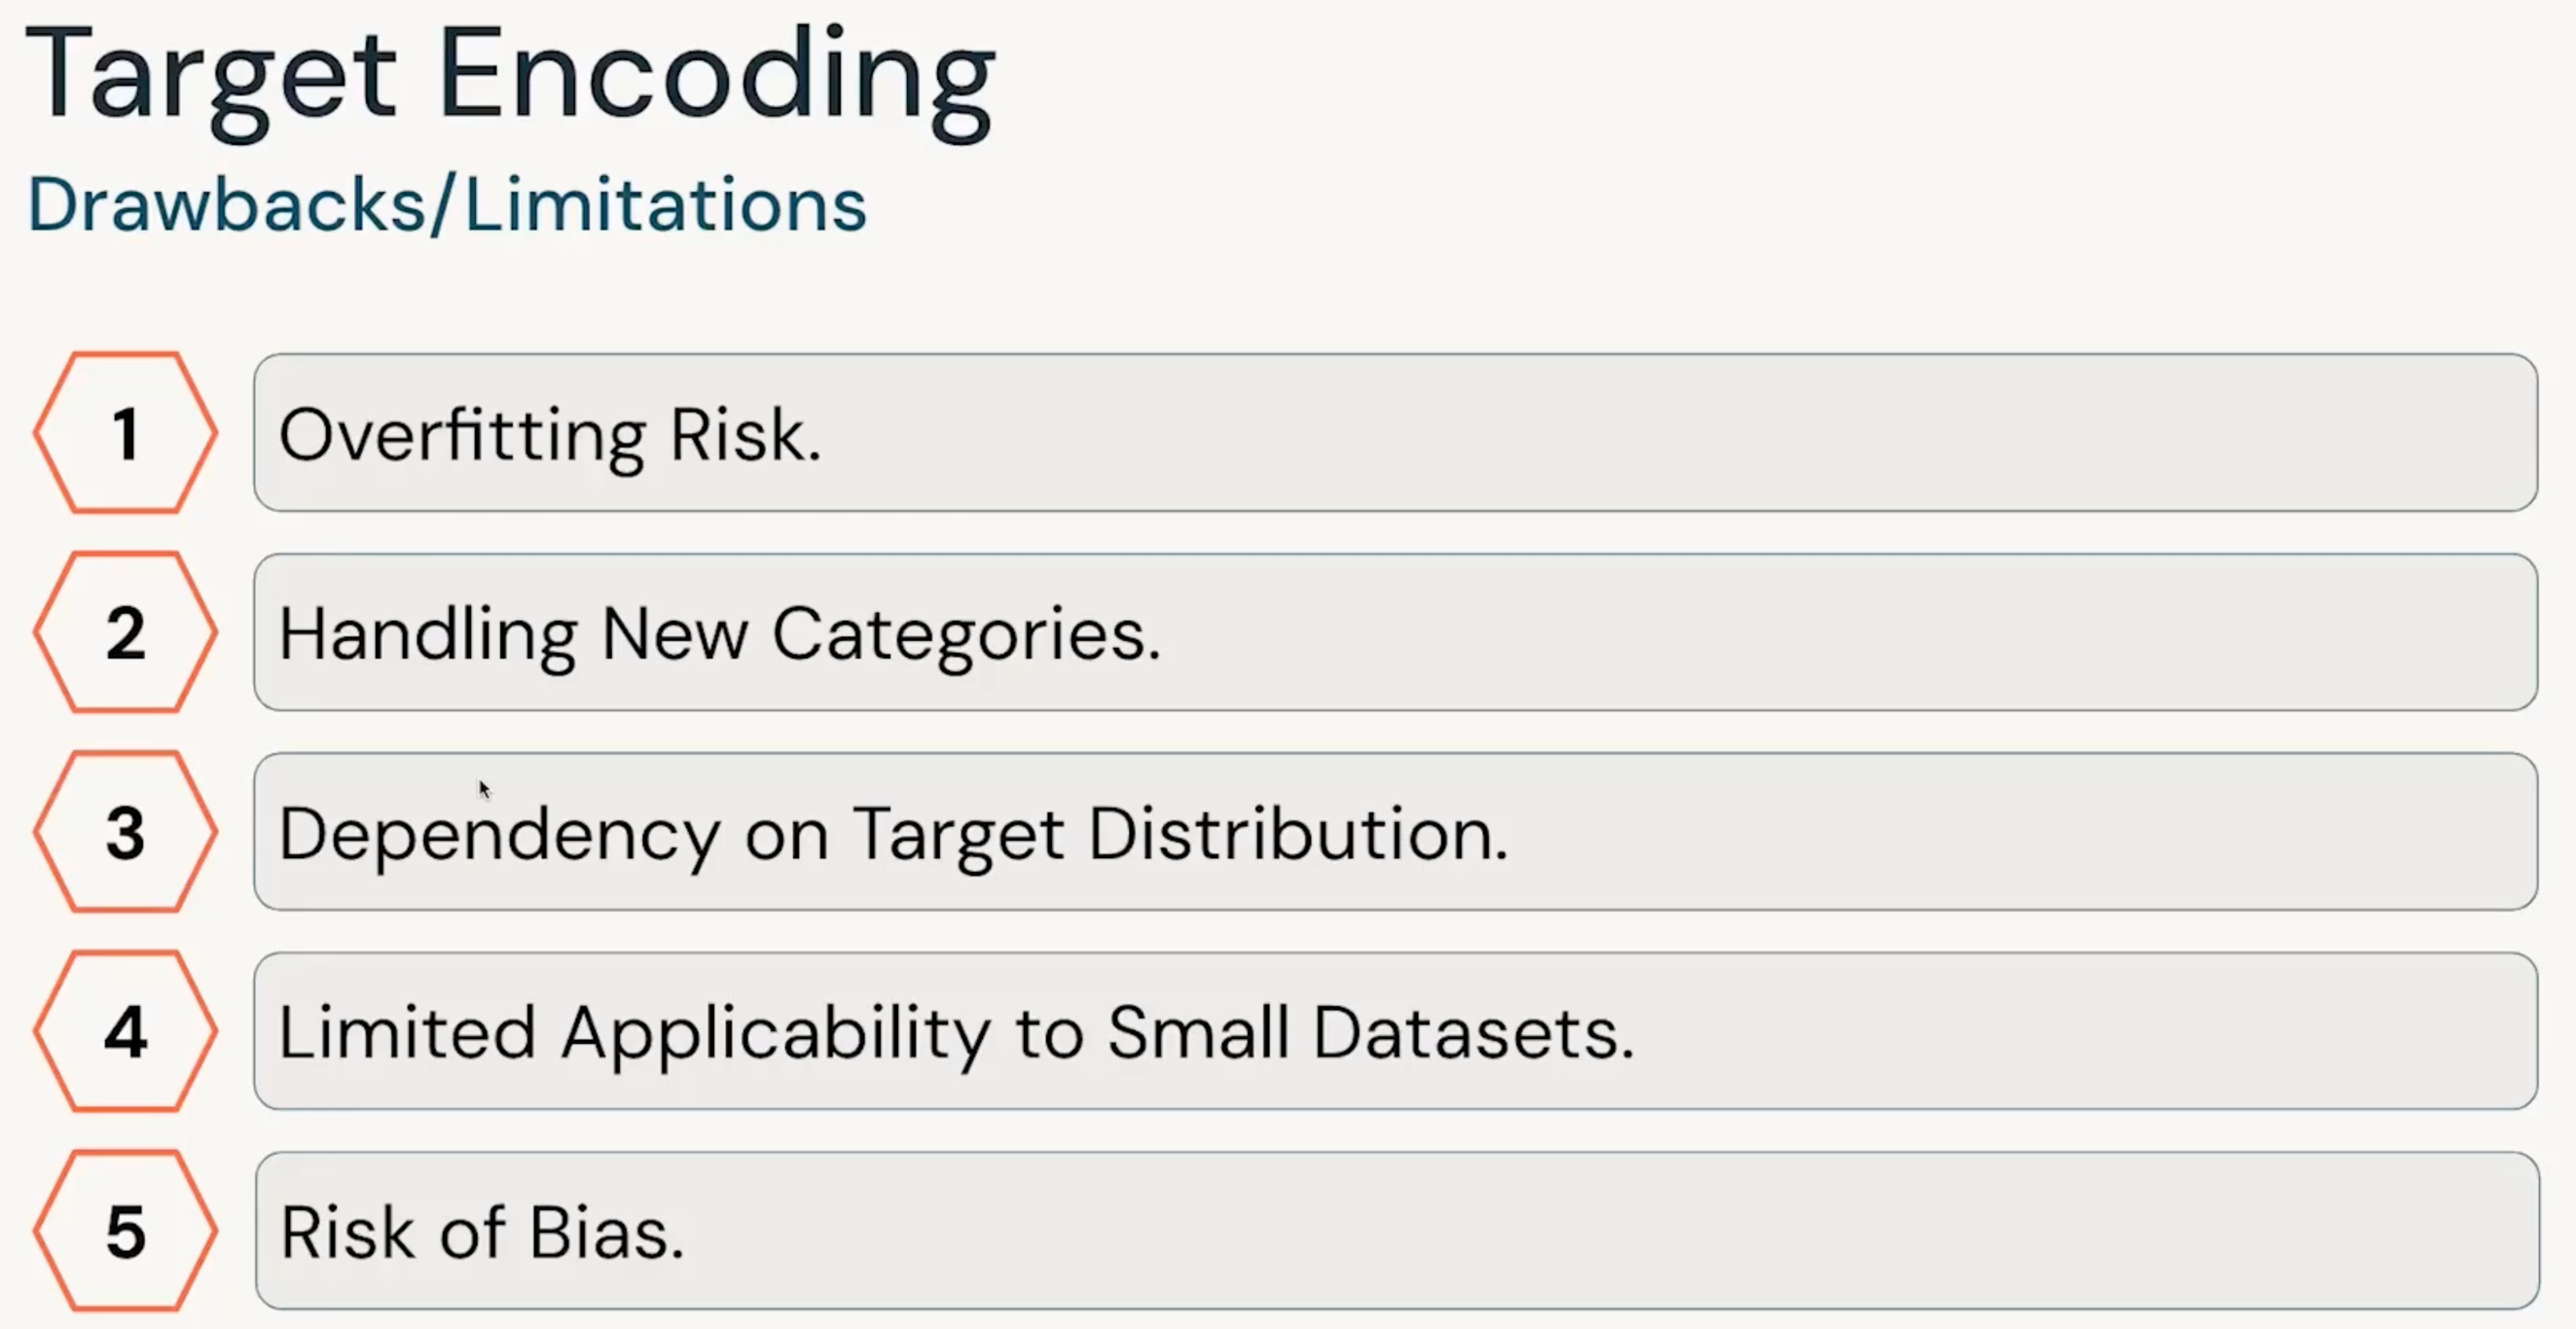 Target Encoding
Drawbacks/Limitations
1 Overfitting Risk.
2 Handling New Categories.
3 Dependency on Target Distribution.
4 Limited Applicability to Small Datasets.
5 Risk of Bias.